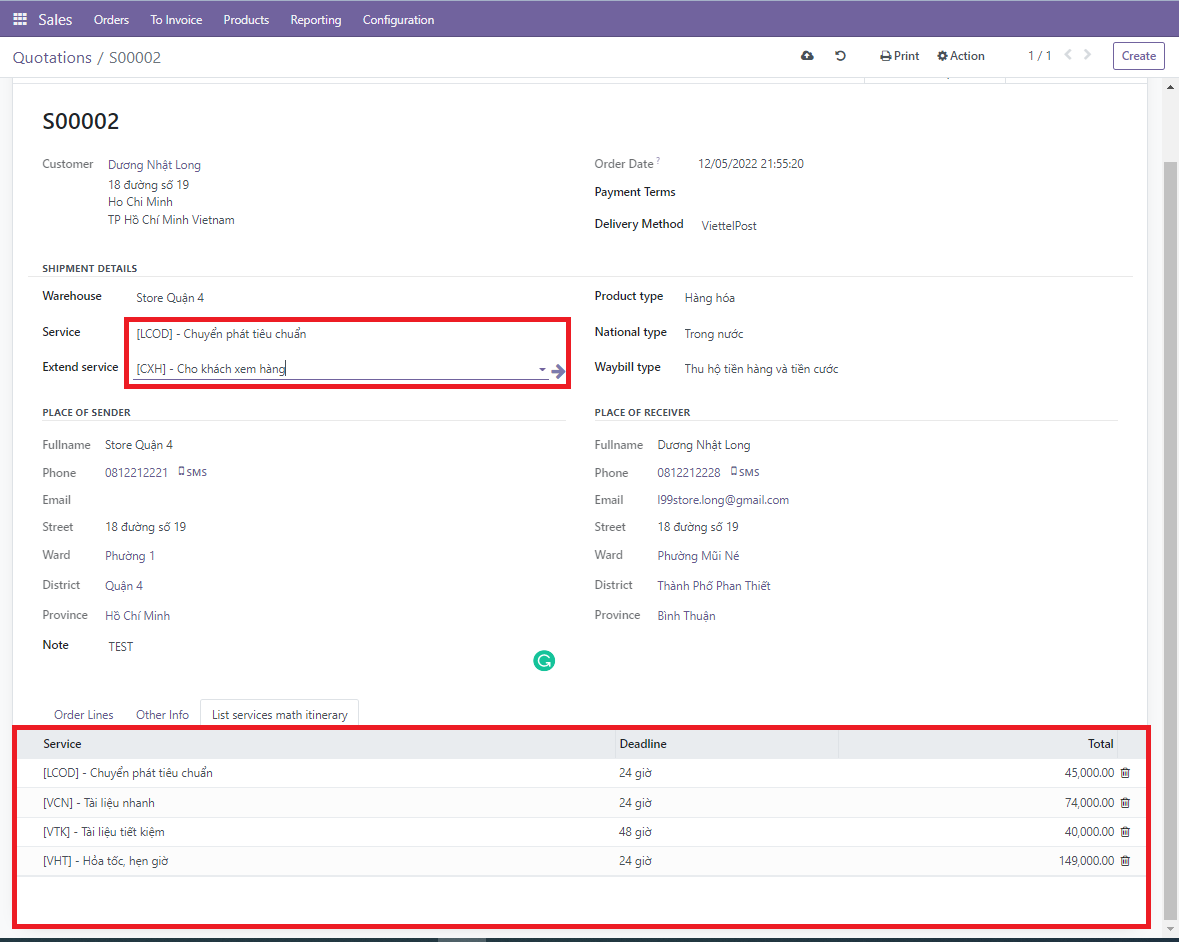 Sales Orders To Invoice Products Reporting Configuration
Quotations / S00002 Print Action 1 / 1 Create
S00002
Customer Dương Nhật Long
18 đường số 19
Ho Chi Minh
TP Hồ Chí Minh Vietnam
Order Date ? 12/05/2022 21:55:20
Payment Terms
Delivery Method ViettelPost
SHIPMENT DETAILS
Warehouse Store Quận 4 Product type Hàng hóa
Service [LCOD] - Chuyển phát tiêu chuẩn National type Trong nước
Extend service [CXH] - Cho khách xem hàng Waybill type Thu hộ tiền hàng và tiền cước
PLACE OF SENDER
Fullname Store Quận 4
Phone 0812212221 SMS
Email
Street 18 đường số 19
Ward Phường 1
District Quận 4
Province Hồ Chí Minh
Note TEST
PLACE OF RECEIVER
Fullname Dương Nhật Long
Phone 0812212228 SMS
Email l99store.long@gmail.com
Street 18 đường số 19
Ward Phường Mũi Né
District Thành Phố Phan Thiết
Province Bình Thuận
Order Lines Other Info List services math itinerary
Service Deadline Total
[LCOD] - Chuyển phát tiêu chuẩn 24 giờ 45,000.00
[VCN] - Tài liệu nhanh 24 giờ 74,000.00
[VTK] - Tài liệu tiết kiệm 48 giờ 40,000.00
[VHT] - Hỏa tốc, hẹn giờ 24 giờ 149,000.00